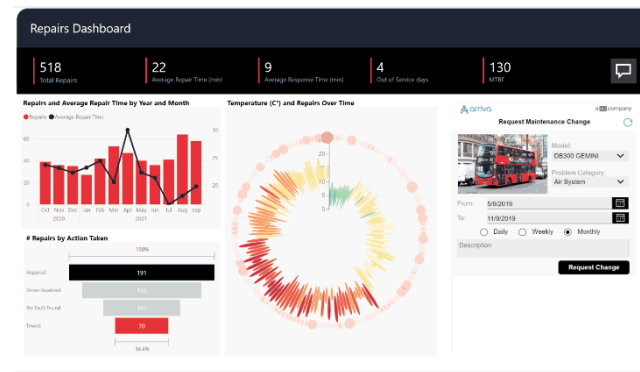 Repairs Dashboard
518
Total Repairs
22
Average Repair Time (min)
9
Average Response Time (min)
4
Out of Service days
130
MTBF
Repairs and Average Repair Time by Year and Month
Repairs Average Repair Time
60
40
20
0
30
25
20
Oct Nov Dec Jan Feb Mar Apr May Jun Jul Aug Sep
2020 2021
# Repairs by Action Taken
100%
Repaired 191
Driver Resolved
No Fault Found
Towed 70
36.6%
Temperature (C°) and Repairs Over Time
20
10
0
arriva
a DB company
Request Maintenance Change
Model:
DB300 GEMINI
Problem Category:
Air System
From: 5/9/2019
To: 11/9/2019
Daily Weekly Monthly
Description
Request Change